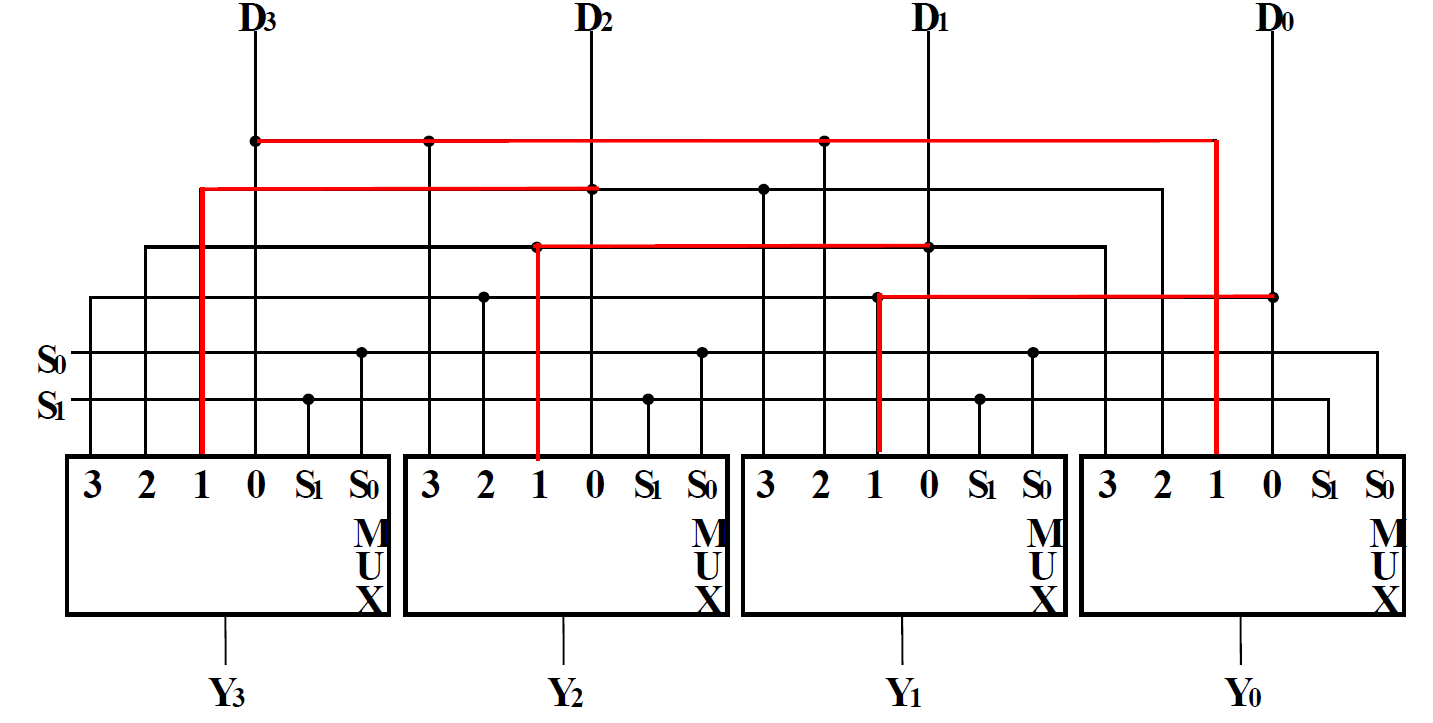 D3 D2 D1 D0
S0
S1
3 2 1 0 S1 S0 3 2 1 0 S1 S0 3 2 1 0 S1 S0 3 2 1 0 S1 S0
M M M M
U U U U
X X X X
Y3 Y2 Y1 Y0